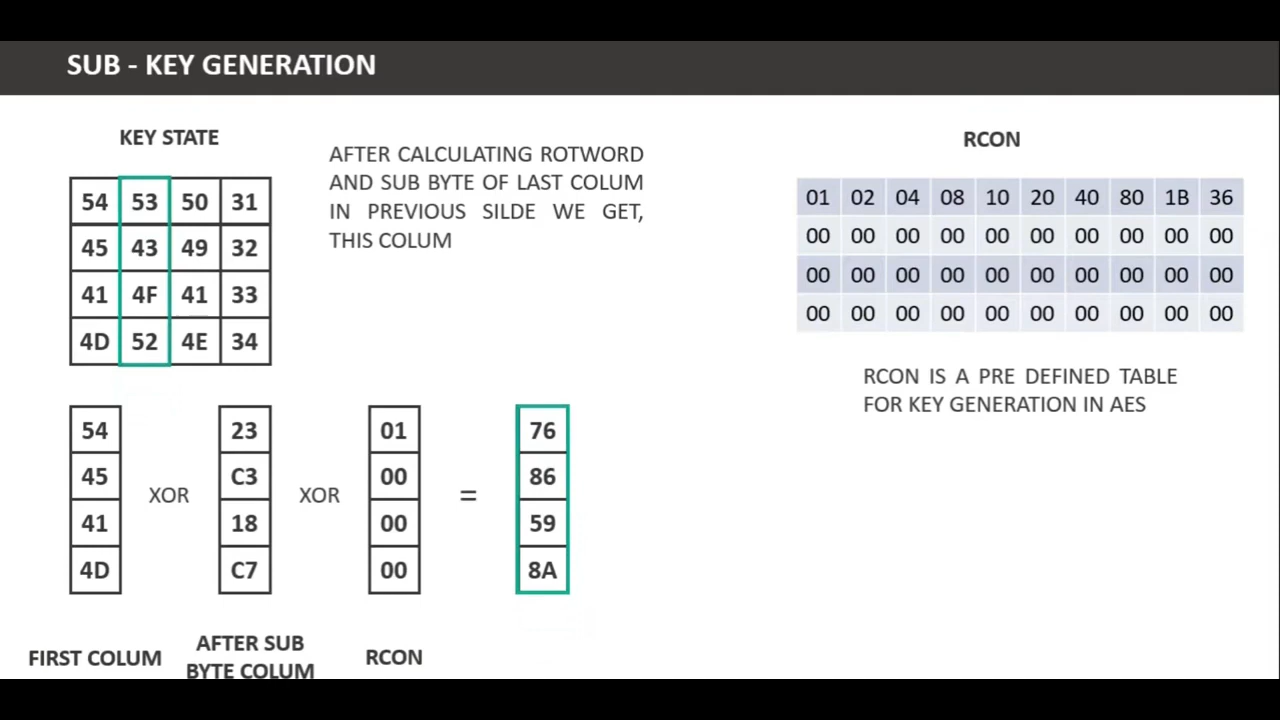 SUB - KEY GENERATION
KEY STATE
54 53 50 31
45 43 49 32
41 4F 41 33
4D 52 4E 34
AFTER CALCULATING ROTWORD
AND SUB BYTE OF LAST COLUM
IN PREVIOUS SILDE WE GET,
THIS COLUM
RCON
01 02 04 08 10 20 40 80 1B 36
00 00 00 00 00 00 00 00 00 00
00 00 00 00 00 00 00 00 00 00
00 00 00 00 00 00 00 00 00 00
RCON IS A PRE DEFINED TABLE
FOR KEY GENERATION IN AES
54 23 01 76
45 C3 00 86
XOR XOR =
41 18 00 59
4D C7 00 8A
FIRST COLUM
AFTER SUB
BYTE COLUM
RCON